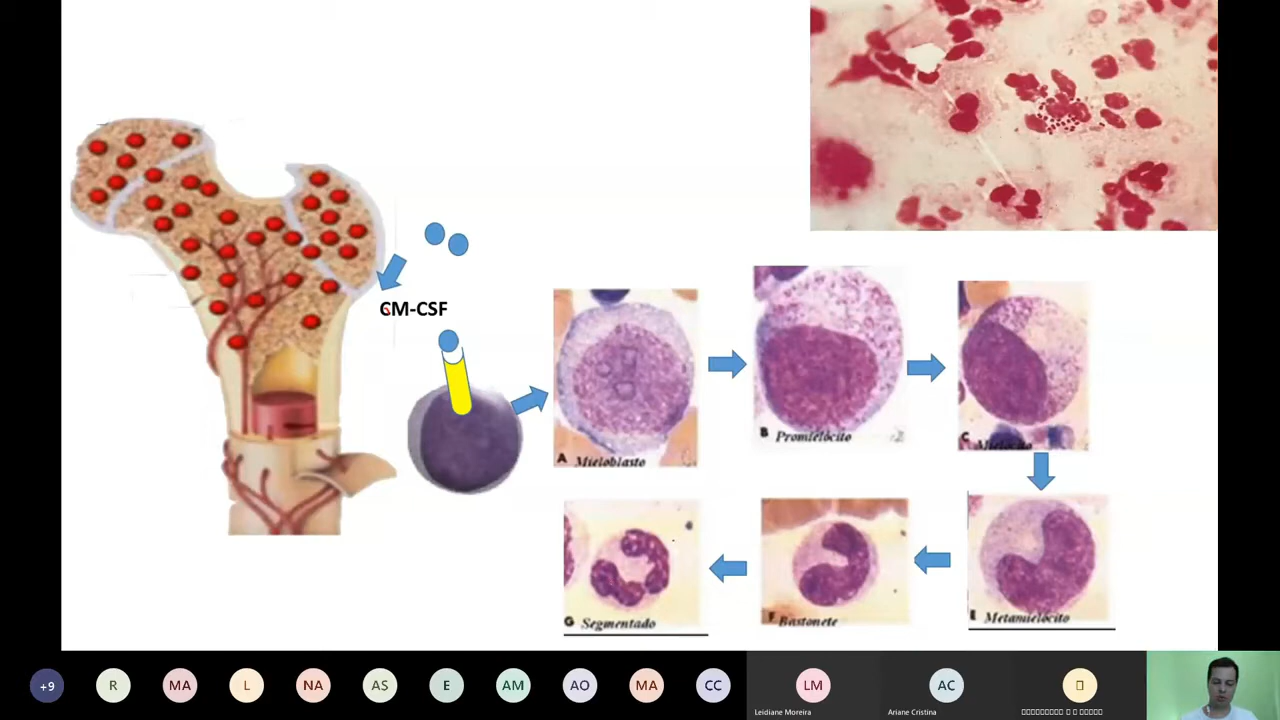 GM-CSF
A Mieloblasto
B Promielócito
C Mielócito
G Segmentado
F Bastonete
E Metamielócito
+9
R
MA
L
NA
AS
E
AM
AO
MA
CC
LM
Leidiane Moreira
AC
Ariane Cristina